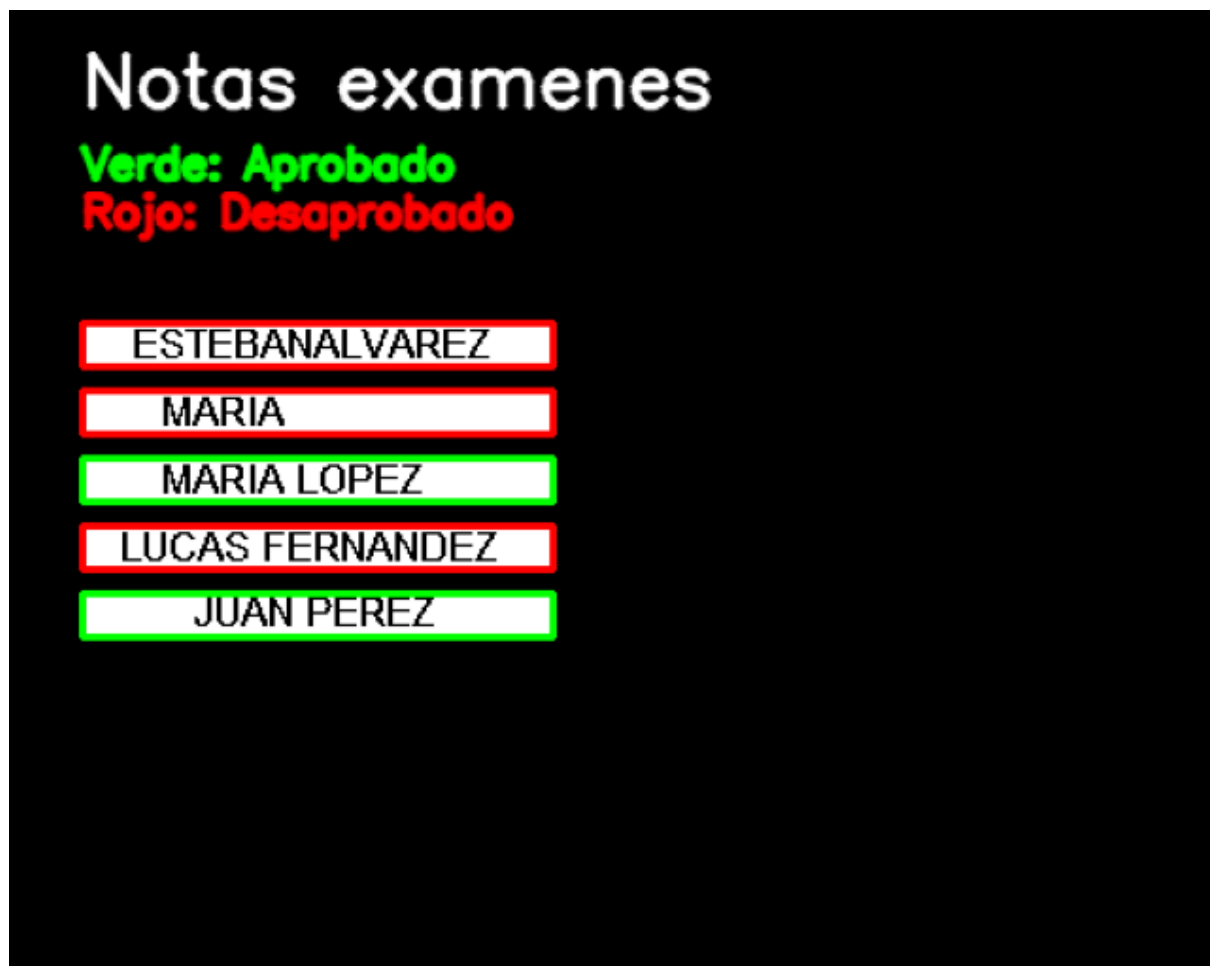 Notas examenes
Verde: Aprobado
Rojo: Desaprobado
ESTEBANALVAREZ
MARIA
MARIA LOPEZ
LUCAS FERNANDEZ
JUAN PEREZ